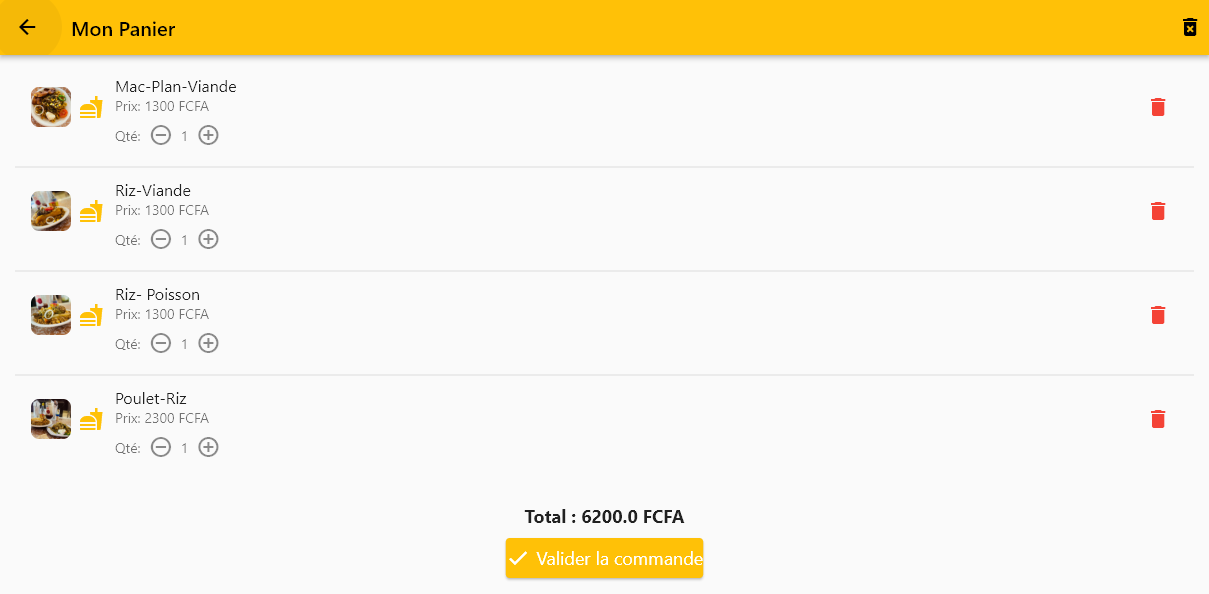 Mon Panier
Mac-Plan-Viande
Prix: 1300 FCFA
Qté: 1
Riz-Viande
Prix: 1300 FCFA
Qté: 1
Riz- Poisson
Prix: 1300 FCFA
Qté: 1
Poulet-Riz
Prix: 2300 FCFA
Qté: 1
Total : 6200.0 FCFA
Valider la commande